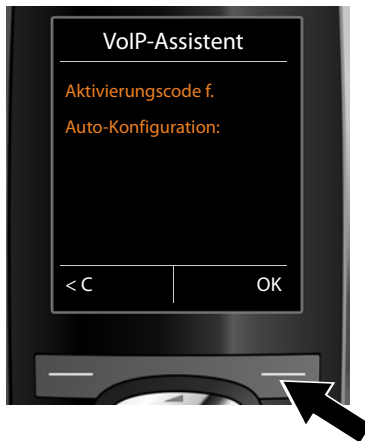 VoIP-Assistent
Aktivierungscode f.
Auto-Konfiguration:
< C OK